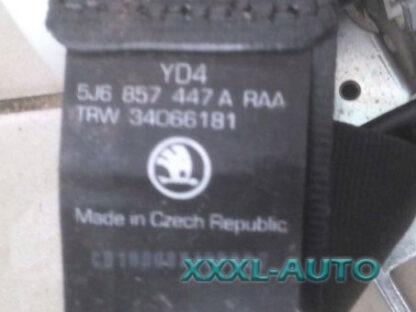 YD4
5J6 857 447 A RAA
TRW 34066181
Made in Czech Republic
XXXL-AUTO